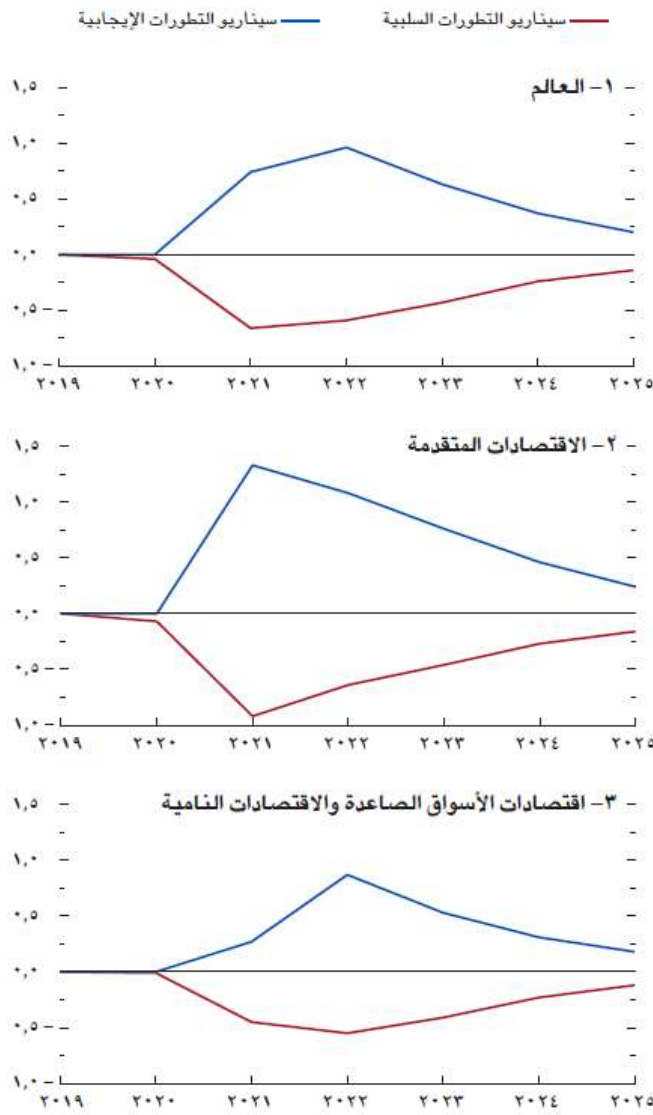 سيناريو التطورات السلبية سيناريو التطورات الإيجابية
١- العالم
١,٥
١,٠
٠,٥
٠,٠
٠,٥ –
١,٠ –
٢٠١٩ ٢٠٢٠ ٢٠٢١ ٢٠٢٢ ٢٠٢٣ ٢٠٢٤ ٢٠٢٥
٢- الاقتصادات المتقدمة
١,٥
١,٠
٠,٥
٠,٠
٠,٥ –
١,٠ –
٢٠١٩ ٢٠٢٠ ٢٠٢١ ٢٠٢٢ ٢٠٢٣ ٢٠٢٤ ٢٠٢٥
٣- اقتصادات الأسواق الصاعدة والاقتصادات النامية
١,٥
١,٠
٠,٥
٠,٠
٠,٥ –
١,٠ –
٢٠١٩ ٢٠٢٠ ٢٠٢١ ٢٠٢٢ ٢٠٢٣ ٢٠٢٤ ٢٠٢٥